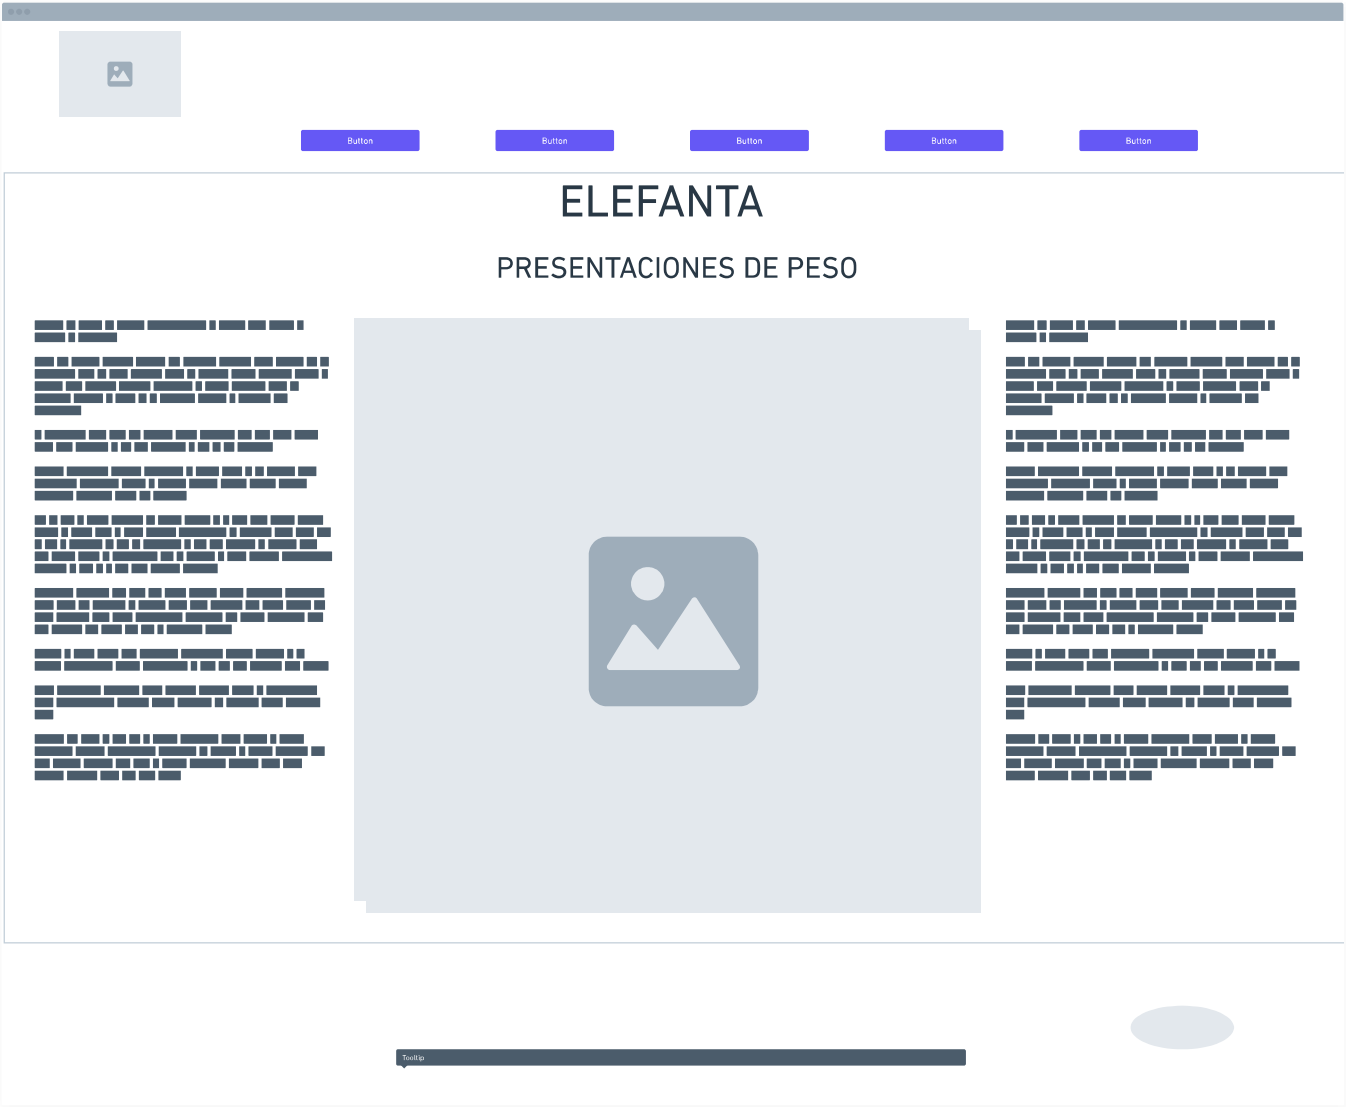 Button
Button
Button
Button
Button
ELEFANTA
PRESENTACIONES DE PESO
Tooltip